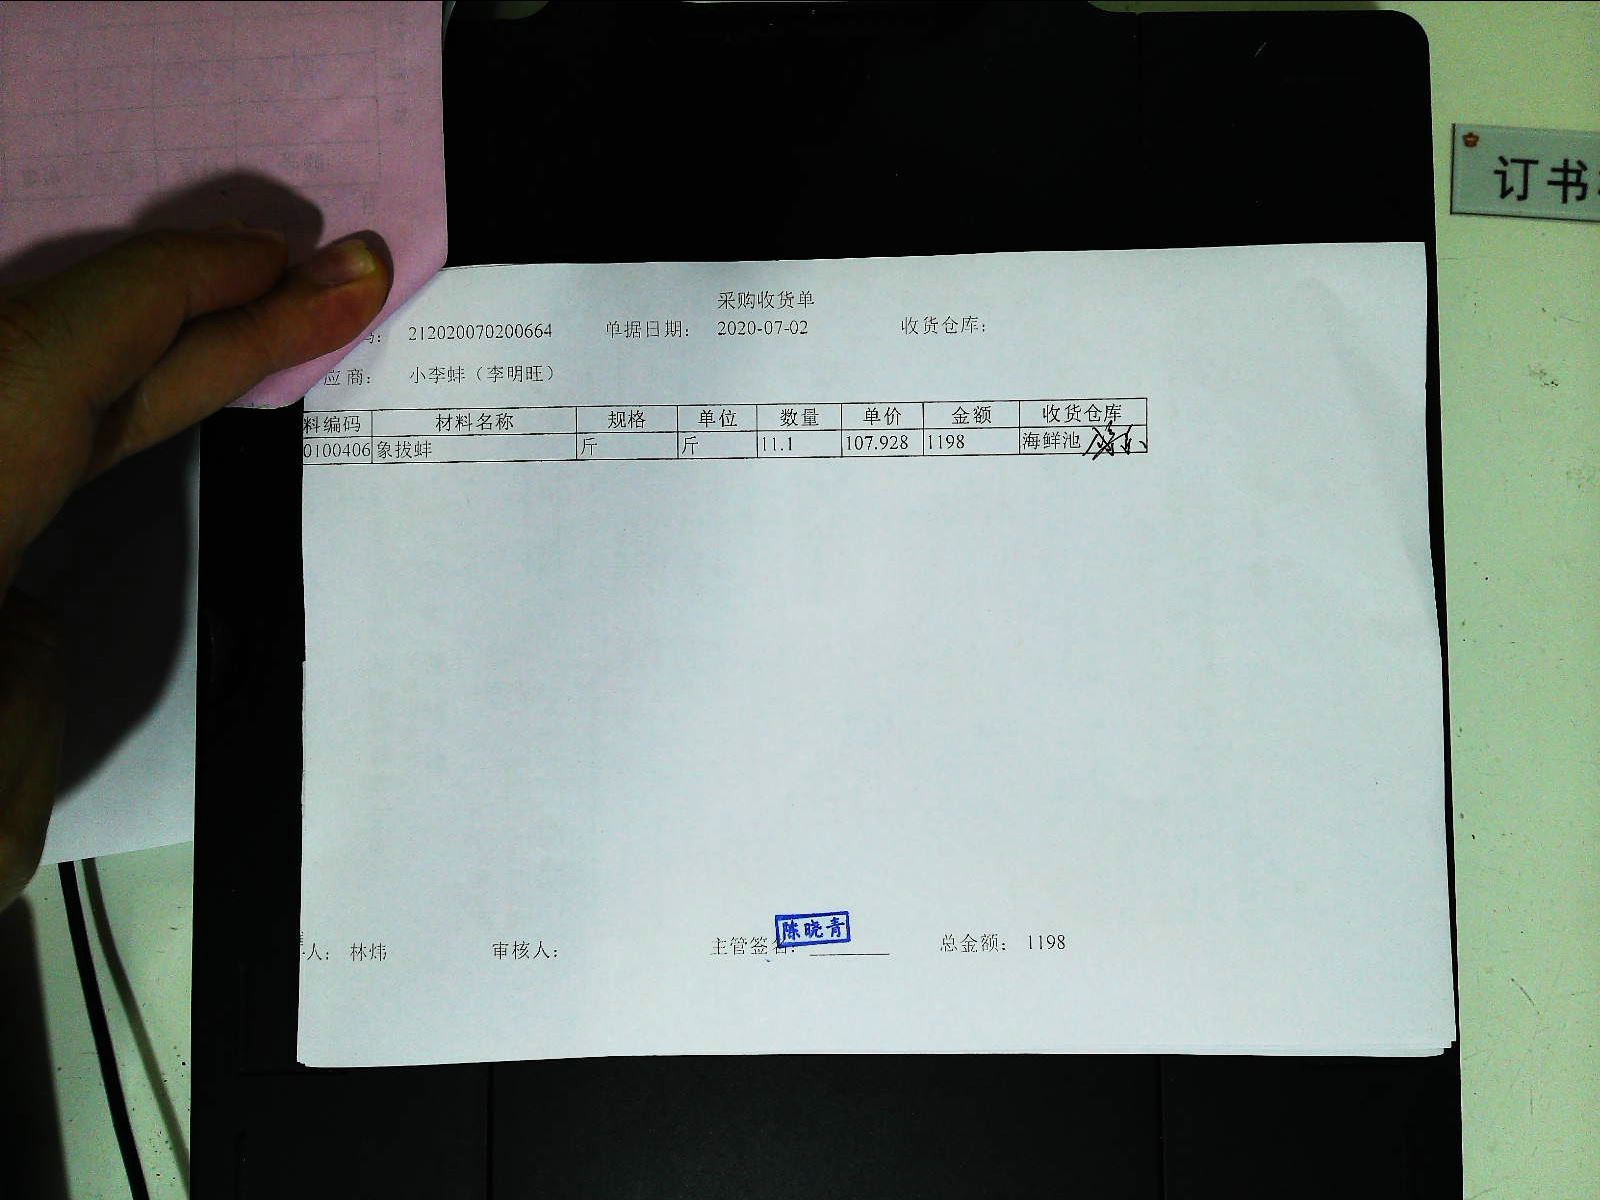 订书
采购收货单
212020070200664 单据日期： 2020-07-02 收货仓库：
应商： 小李蚌（李明旺）
料编码 材料名称 规格 单位 数量 单价 金额 收货仓库
0100406 象拔蚌 斤 斤 11.1 107.928 1198 海鲜池
陈晓青
人： 林炜 审核人： 主管签名： 总金额： 1198